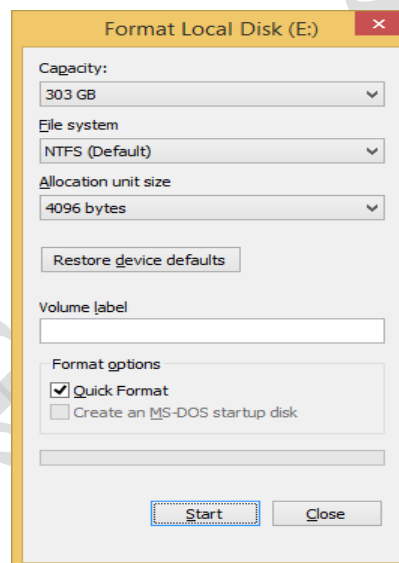 Format Local Disk (E:)
Capacity:
303 GB
File system
NTFS (Default)
Allocation unit size
4096 bytes
Restore device defaults
Volume label
Format options
Quick Format
Create an MS-DOS startup disk
Start Close